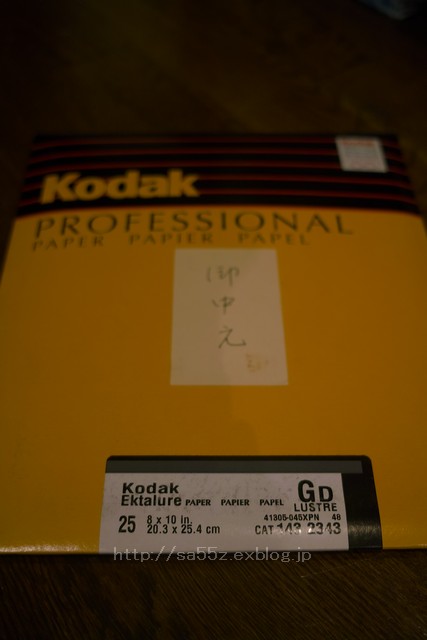 Kodak
PROFESSIONAL
PAPER PAPIER PAPEL
御
中
元
Kodak
Ektalure PAPER PAPIER PAPEL
GD
LUSTRE
41305-045XPN 48
25 8 x 10 in.
20.3 x 25.4 cm
CAT 143 2343
http://sa55z.exblog.jp